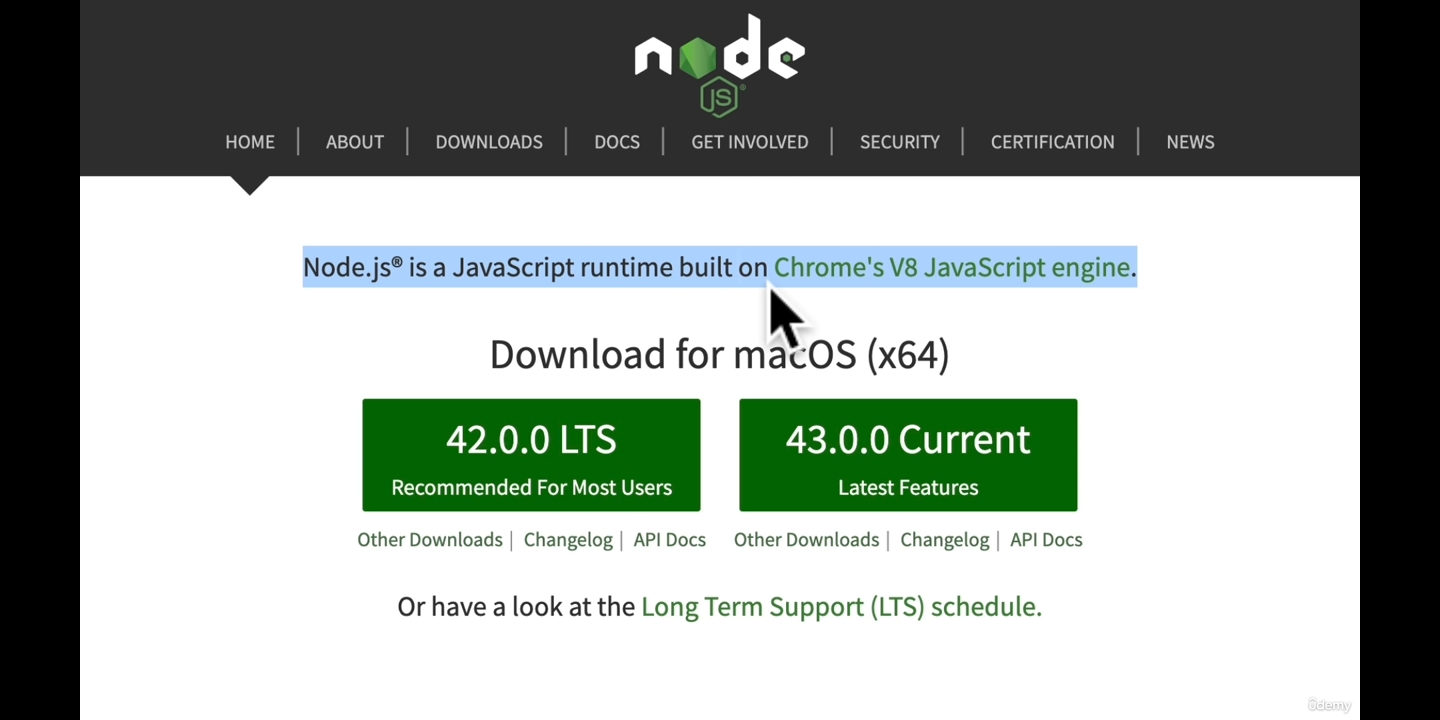 node
JS
HOME | ABOUT | DOWNLOADS | DOCS | GET INVOLVED | SECURITY | CERTIFICATION | NEWS
Node.js® is a JavaScript runtime built on Chrome's V8 JavaScript engine.
Download for macOS (x64)
42.0.0 LTS
Recommended For Most Users
43.0.0 Current
Latest Features
Other Downloads | Changelog | API Docs
Other Downloads | Changelog | API Docs
Or have a look at the Long Term Support (LTS) schedule.
ûdemy